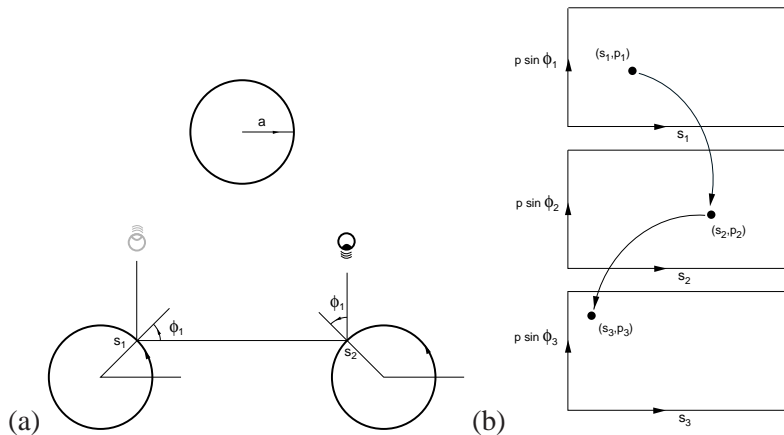 a
ϕ1
ϕ1
s1
s2
(a)
p sin ϕ1
(s1,p1)
s1
p sin ϕ2
(s2,p2)
s2
p sin ϕ3
(s3,p3)
s3
(b)